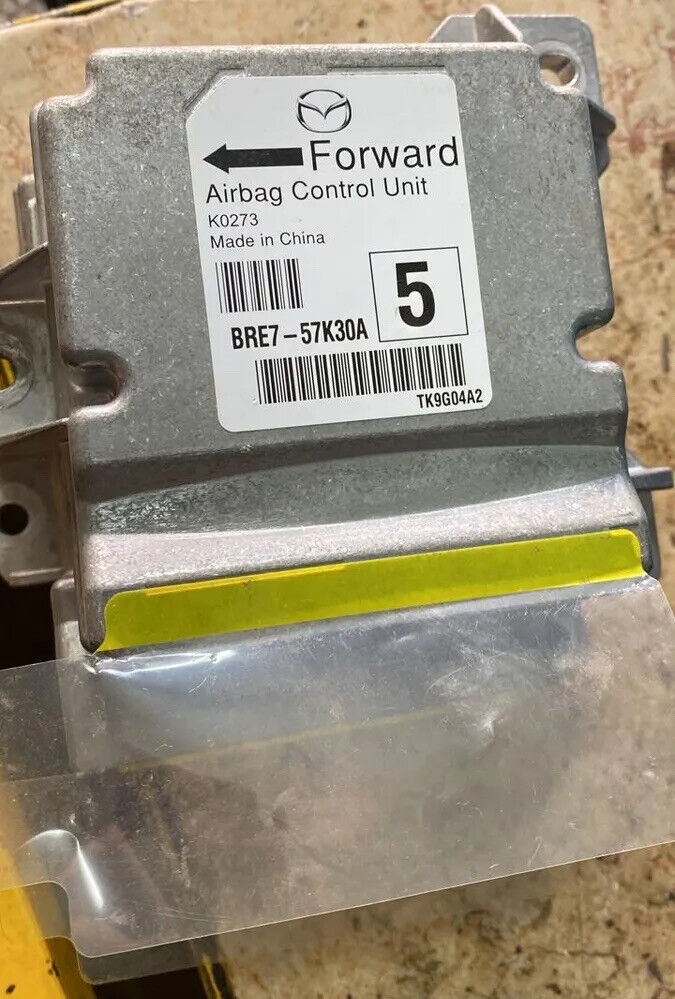 Forward
Airbag Control Unit
K0273
Made in China
5
BRE7-57K30A
TK9G04A2